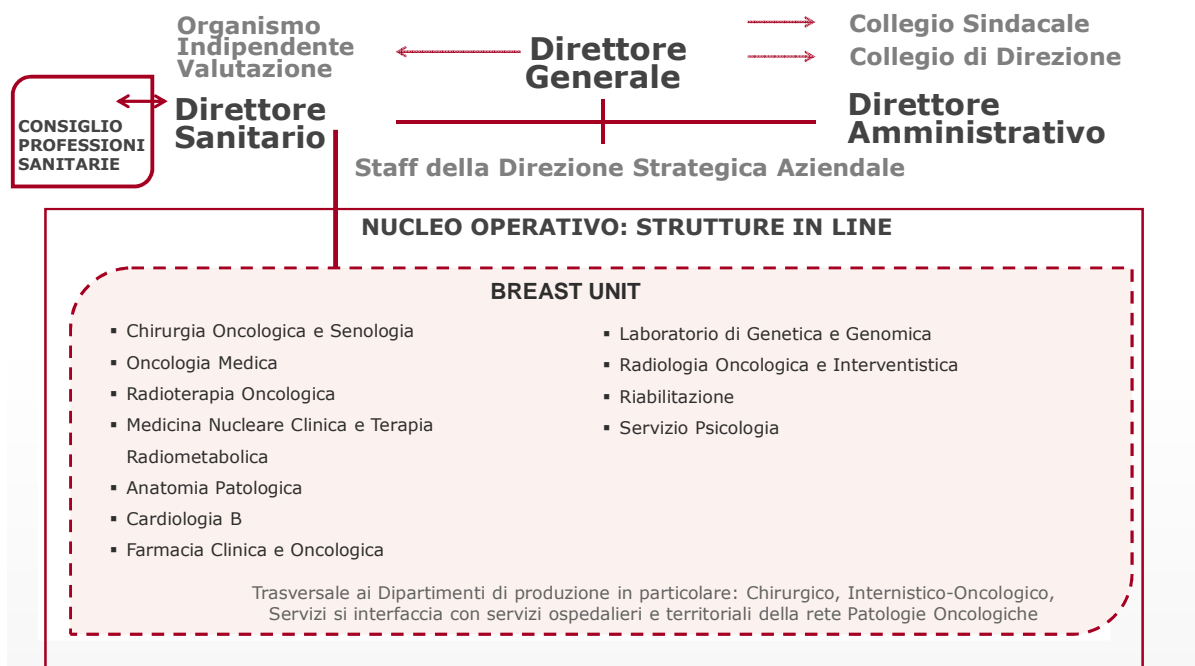 Organismo
Indipendente
Valutazione
Direttore
Generale
Collegio Sindacale
Collegio di Direzione
CONSIGLIO
PROFESSIONI
SANITARIE
Direttore
Sanitario
Direttore
Amministrativo
Staff della Direzione Strategica Aziendale
NUCLEO OPERATIVO: STRUTTURE IN LINE
BREAST UNIT
▪ Chirurgia Oncologica e Senologia
▪ Oncologia Medica
▪ Radioterapia Oncologica
▪ Medicina Nucleare Clinica e Terapia
Radiometabolica
▪ Anatomia Patologica
▪ Cardiologia B
▪ Farmacia Clinica e Oncologica
▪ Laboratorio di Genetica e Genomica
▪ Radiologia Oncologica e Interventistica
▪ Riabilitazione
▪ Servizio Psicologia
Trasversale ai Dipartimenti di produzione in particolare: Chirurgico, Internistico-Oncologico,
Servizi si interfaccia con servizi ospedalieri e territoriali della rete Patologie Oncologiche